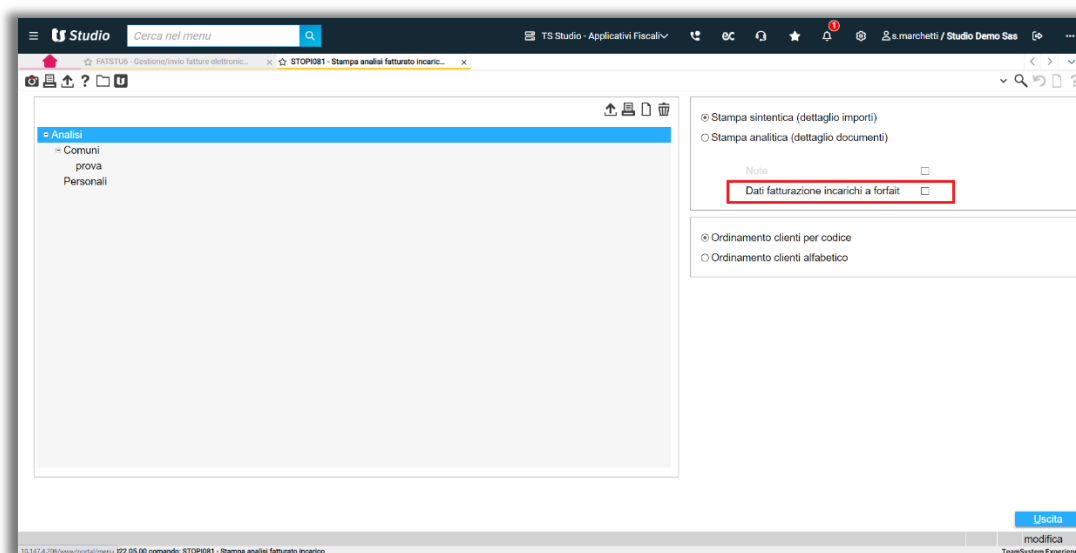 Studio Cerca nel menu TS Studio - Applicativi Fiscali 1 s.marchetti / Studio Demo Sas
FATSTU6 - Gestione/invio fatture elettronic... x STOPI081 - Stampa analisi fatturato incaric... x
Analisi
Comuni
prova
Personali
Stampa sintentica (dettaglio importi)
Stampa analitica (dettaglio documenti)
Note
Dati fatturazione incarichi a forfait
Ordinamento clienti per codice
Ordinamento clienti alfabetico
Uscita
modifica
I22.05.00 comando: STOPI081 - Stampa analisi fatturato incarico